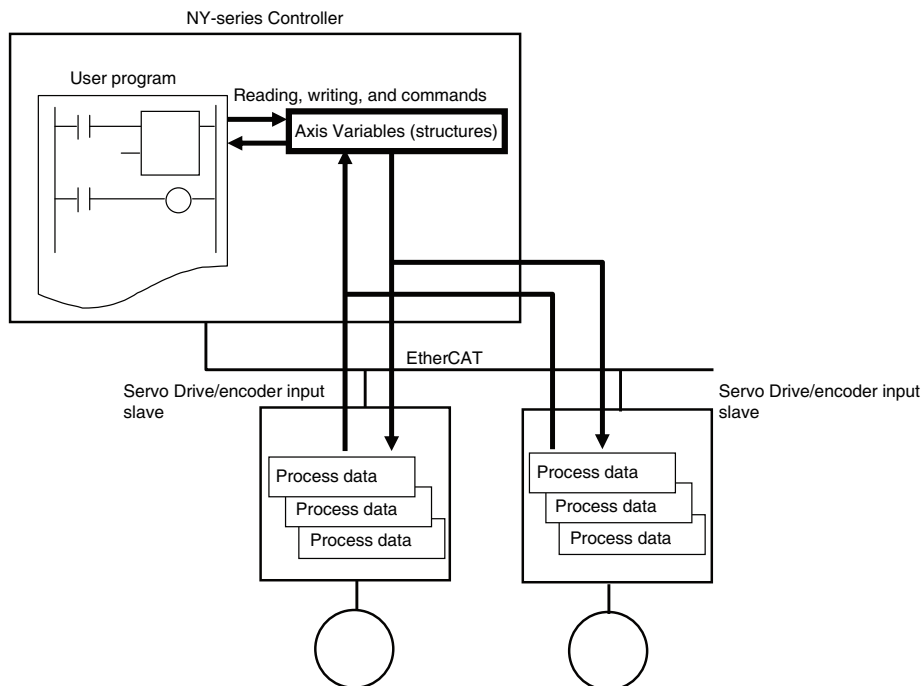 NY-series Controller
User program
Reading, writing, and commands
Axis Variables (structures)
EtherCAT
Servo Drive/encoder input
slave
Servo Drive/encoder input
slave
Process data
Process data
Process data
Process data
Process data
Process data